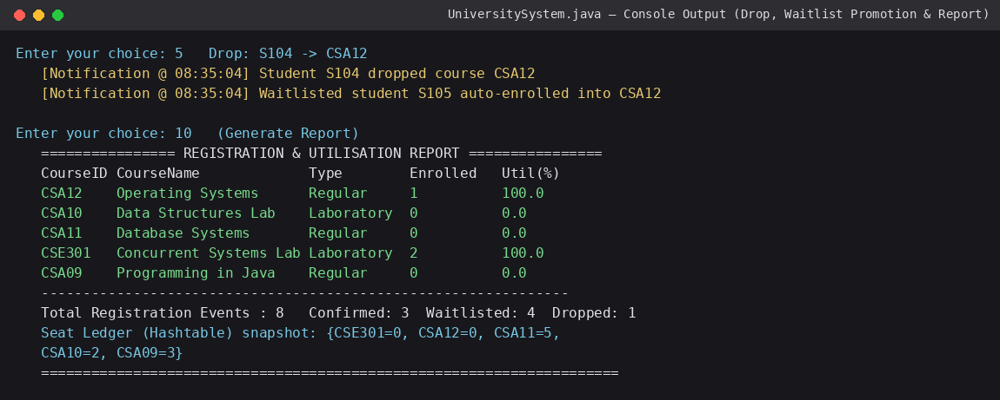 UniversitySystem.java — Console Output (Drop, Waitlist Promotion & Report)
Enter your choice: 5   Drop: S104 -> CSA12
   [Notification @ 08:35:04] Student S104 dropped course CSA12
   [Notification @ 08:35:04] Waitlisted student S105 auto-enrolled into CSA12
Enter your choice: 10   (Generate Report)
   ================ REGISTRATION & UTILISATION REPORT ================
   CourseID CourseName             Type        Enrolled   Util(%)
   CSA12    Operating Systems      Regular     1          100.0
   CSA10    Data Structures Lab    Laboratory  0          0.0
   CSA11    Database Systems       Regular     0          0.0
   CSE301   Concurrent Systems Lab Laboratory  2          100.0
   CSA09    Programming in Java    Regular     0          0.0
   ---------------------------------------------------------------
   Total Registration Events : 8   Confirmed: 3  Waitlisted: 4  Dropped: 1
   Seat Ledger (Hashtable) snapshot: {CSE301=0, CSA12=0, CSA11=5,
   CSA10=2, CSA09=3}
   =====================================================================